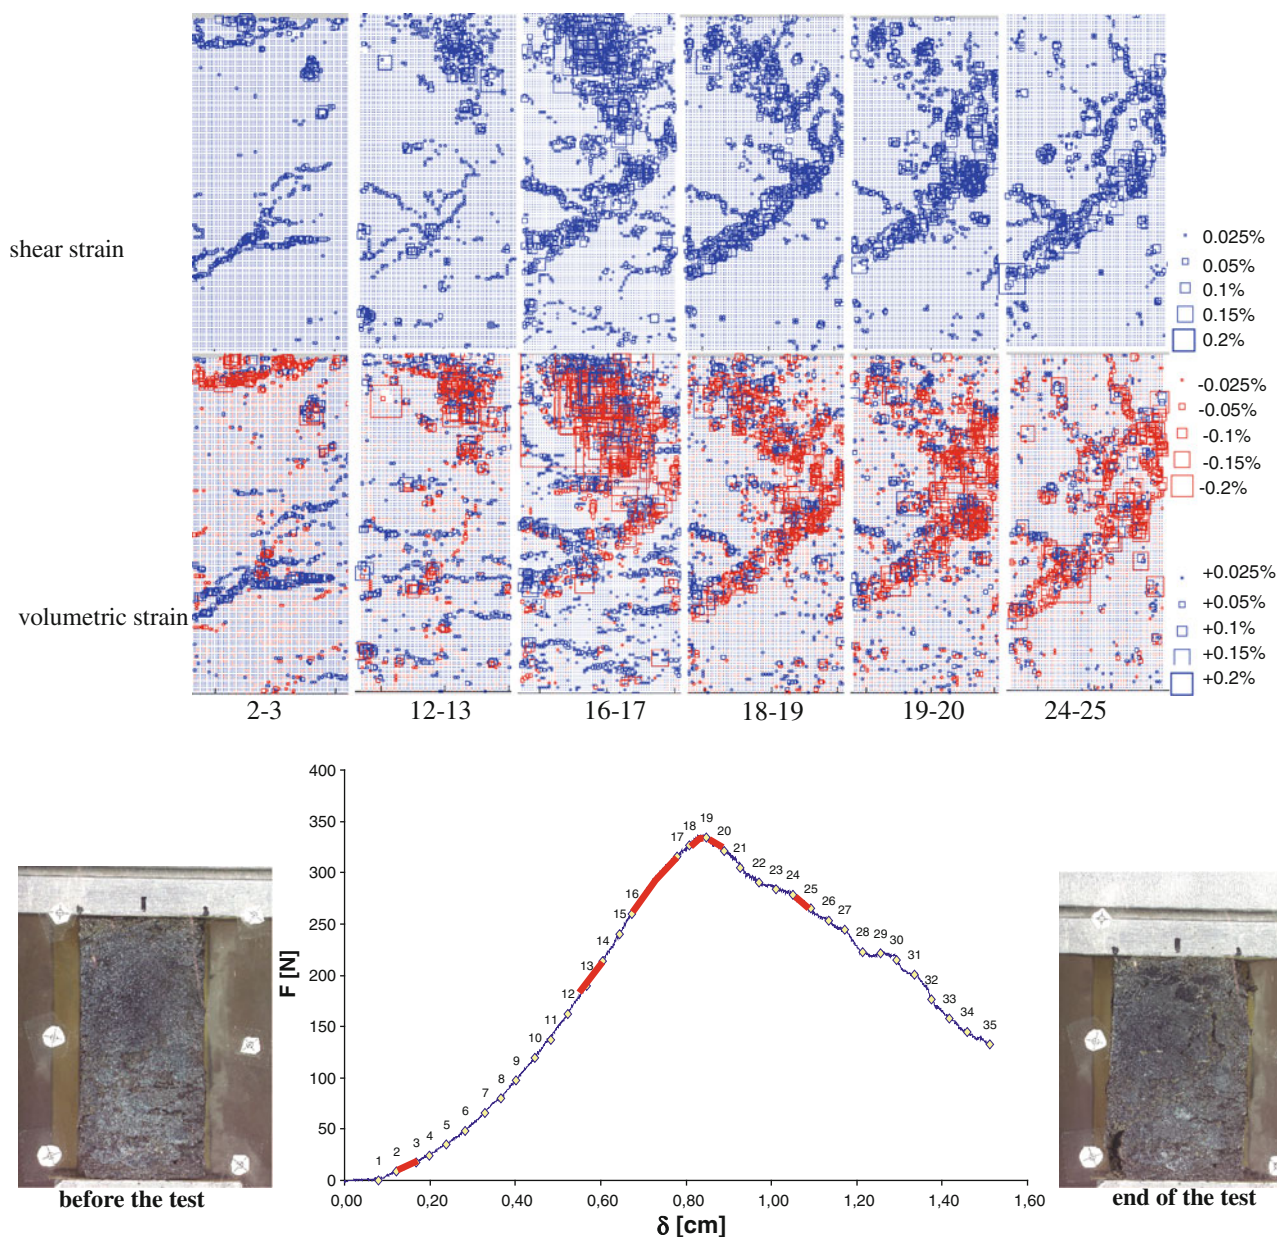 shear strain
0.025%
0.05%
0.1%
0.15%
0.2%
-0.025%
-0.05%
-0.1%
-0.15%
-0.2%
volumetric strain
+0.025%
+0.05%
+0.1%
+0.15%
+0.2%
2-3 12-13 16-17 18-19 19-20 24-25
400
350
300
250
200
150
100
50
0
F [N]
1 2 3 4 5 6 7 8 9 10 11 12 13 14 15 16 17 18 19 20 21 22 23 24 25 26 27 28 29 30 31 32 33 34 35
0,00 0,20 0,40 0,60 0,80 1,00 1,20 1,40 1,60
δ [cm]
before the test
end of the test